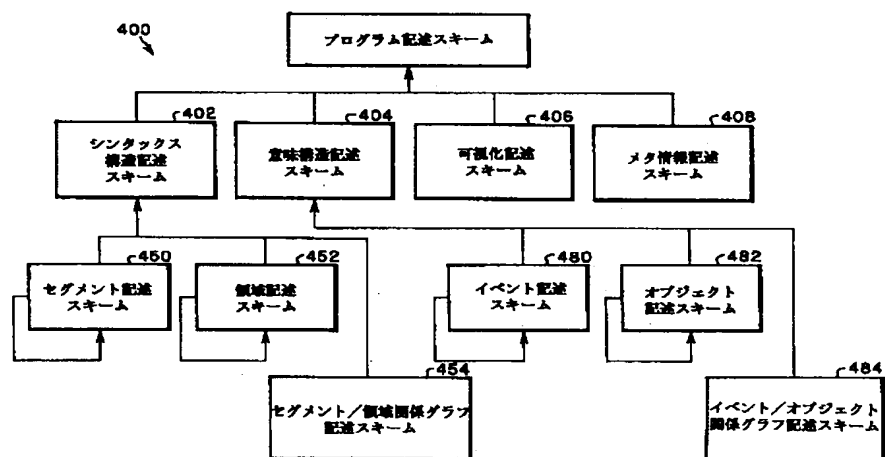 400
プログラム記述スキーム
402
シンタックス
構造記述
スキーム
404
意味構造記述
スキーム
406
可視化記述
スキーム
408
メタ情報記述
スキーム
450
セグメント記述
スキーム
452
領域記述
スキーム
480
イベント記述
スキーム
482
オブジェクト
記述スキーム
454
セグメント／領域関係グラフ
記述スキーム
484
イベント／オブジェクト
関係グラフ記述スキーム